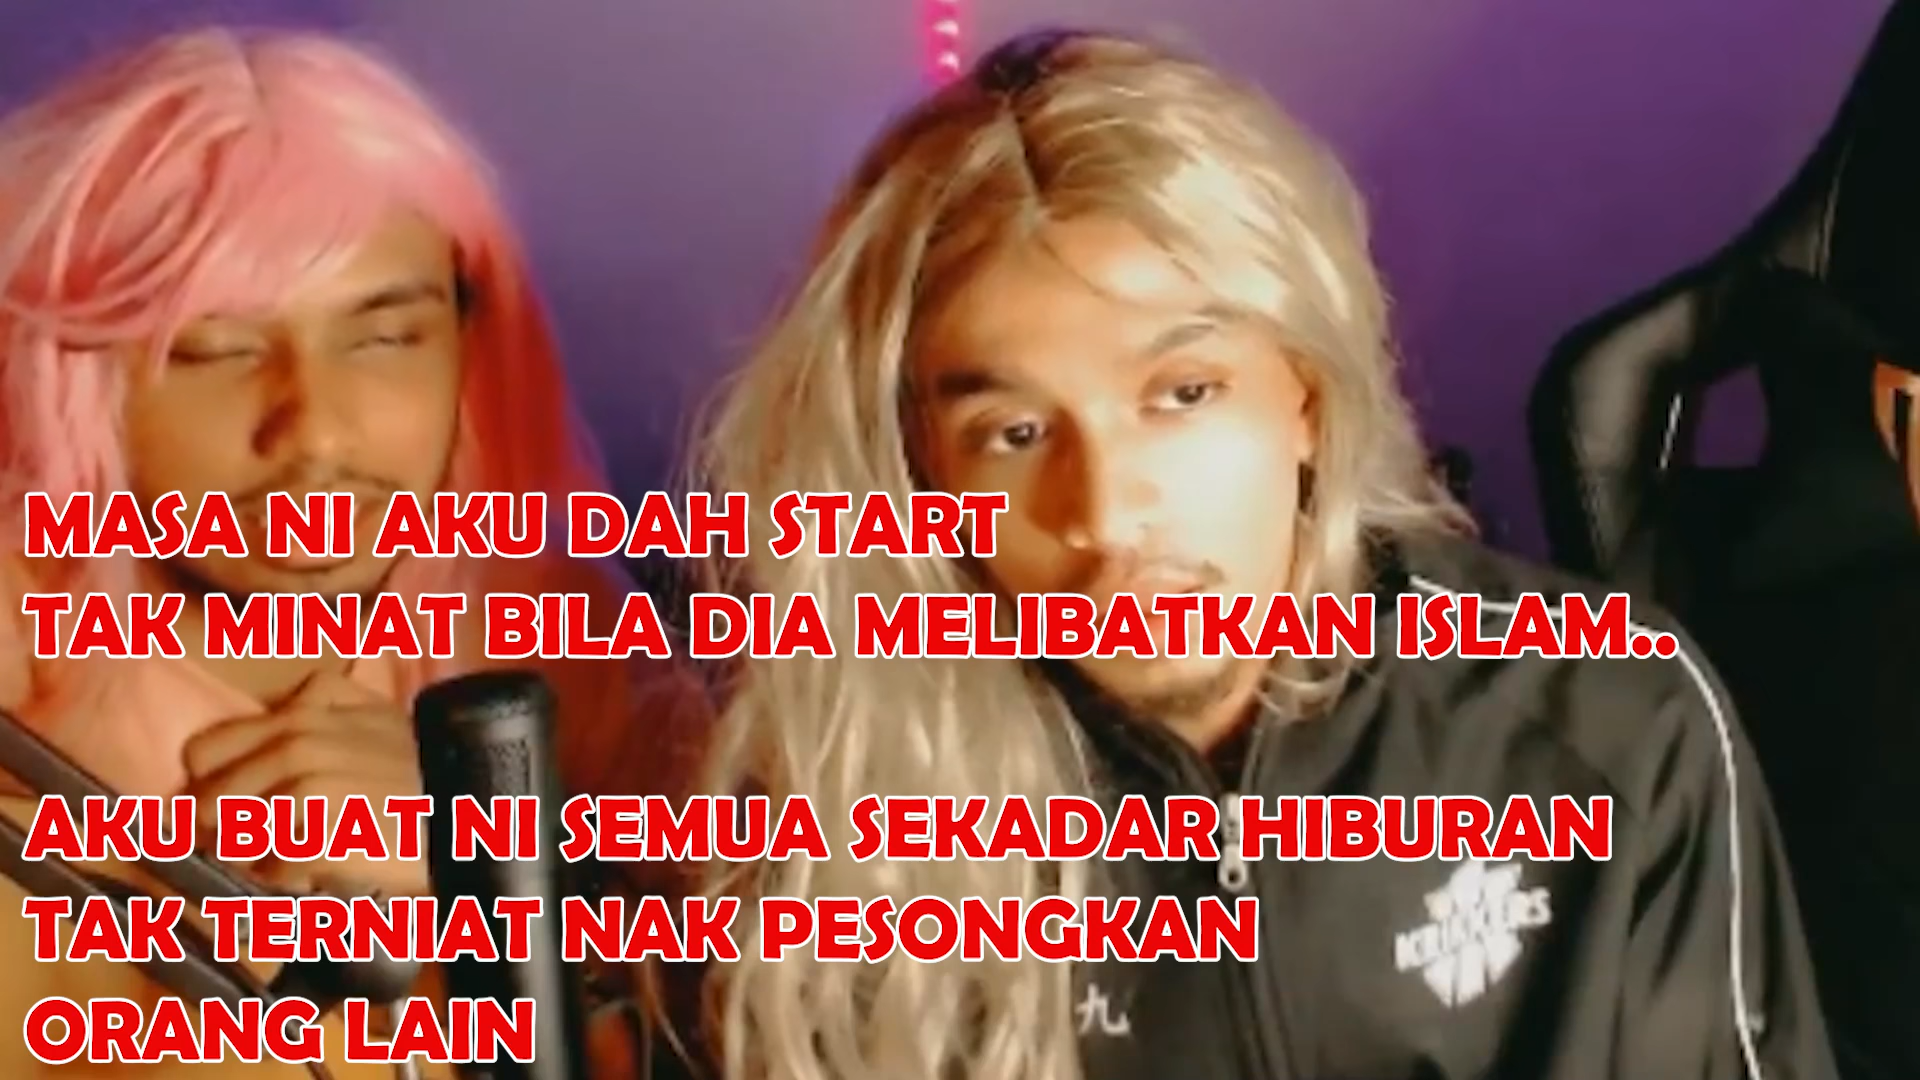 MASA NI AKU DAH START
TAK MINAT BILA DIA MELIBATKAN ISLAM..
AKU BUAT NI SEMUA SEKADAR HIBURAN
TAK TERNIAT NAK PESONGKAN
ORANG LAIN
九